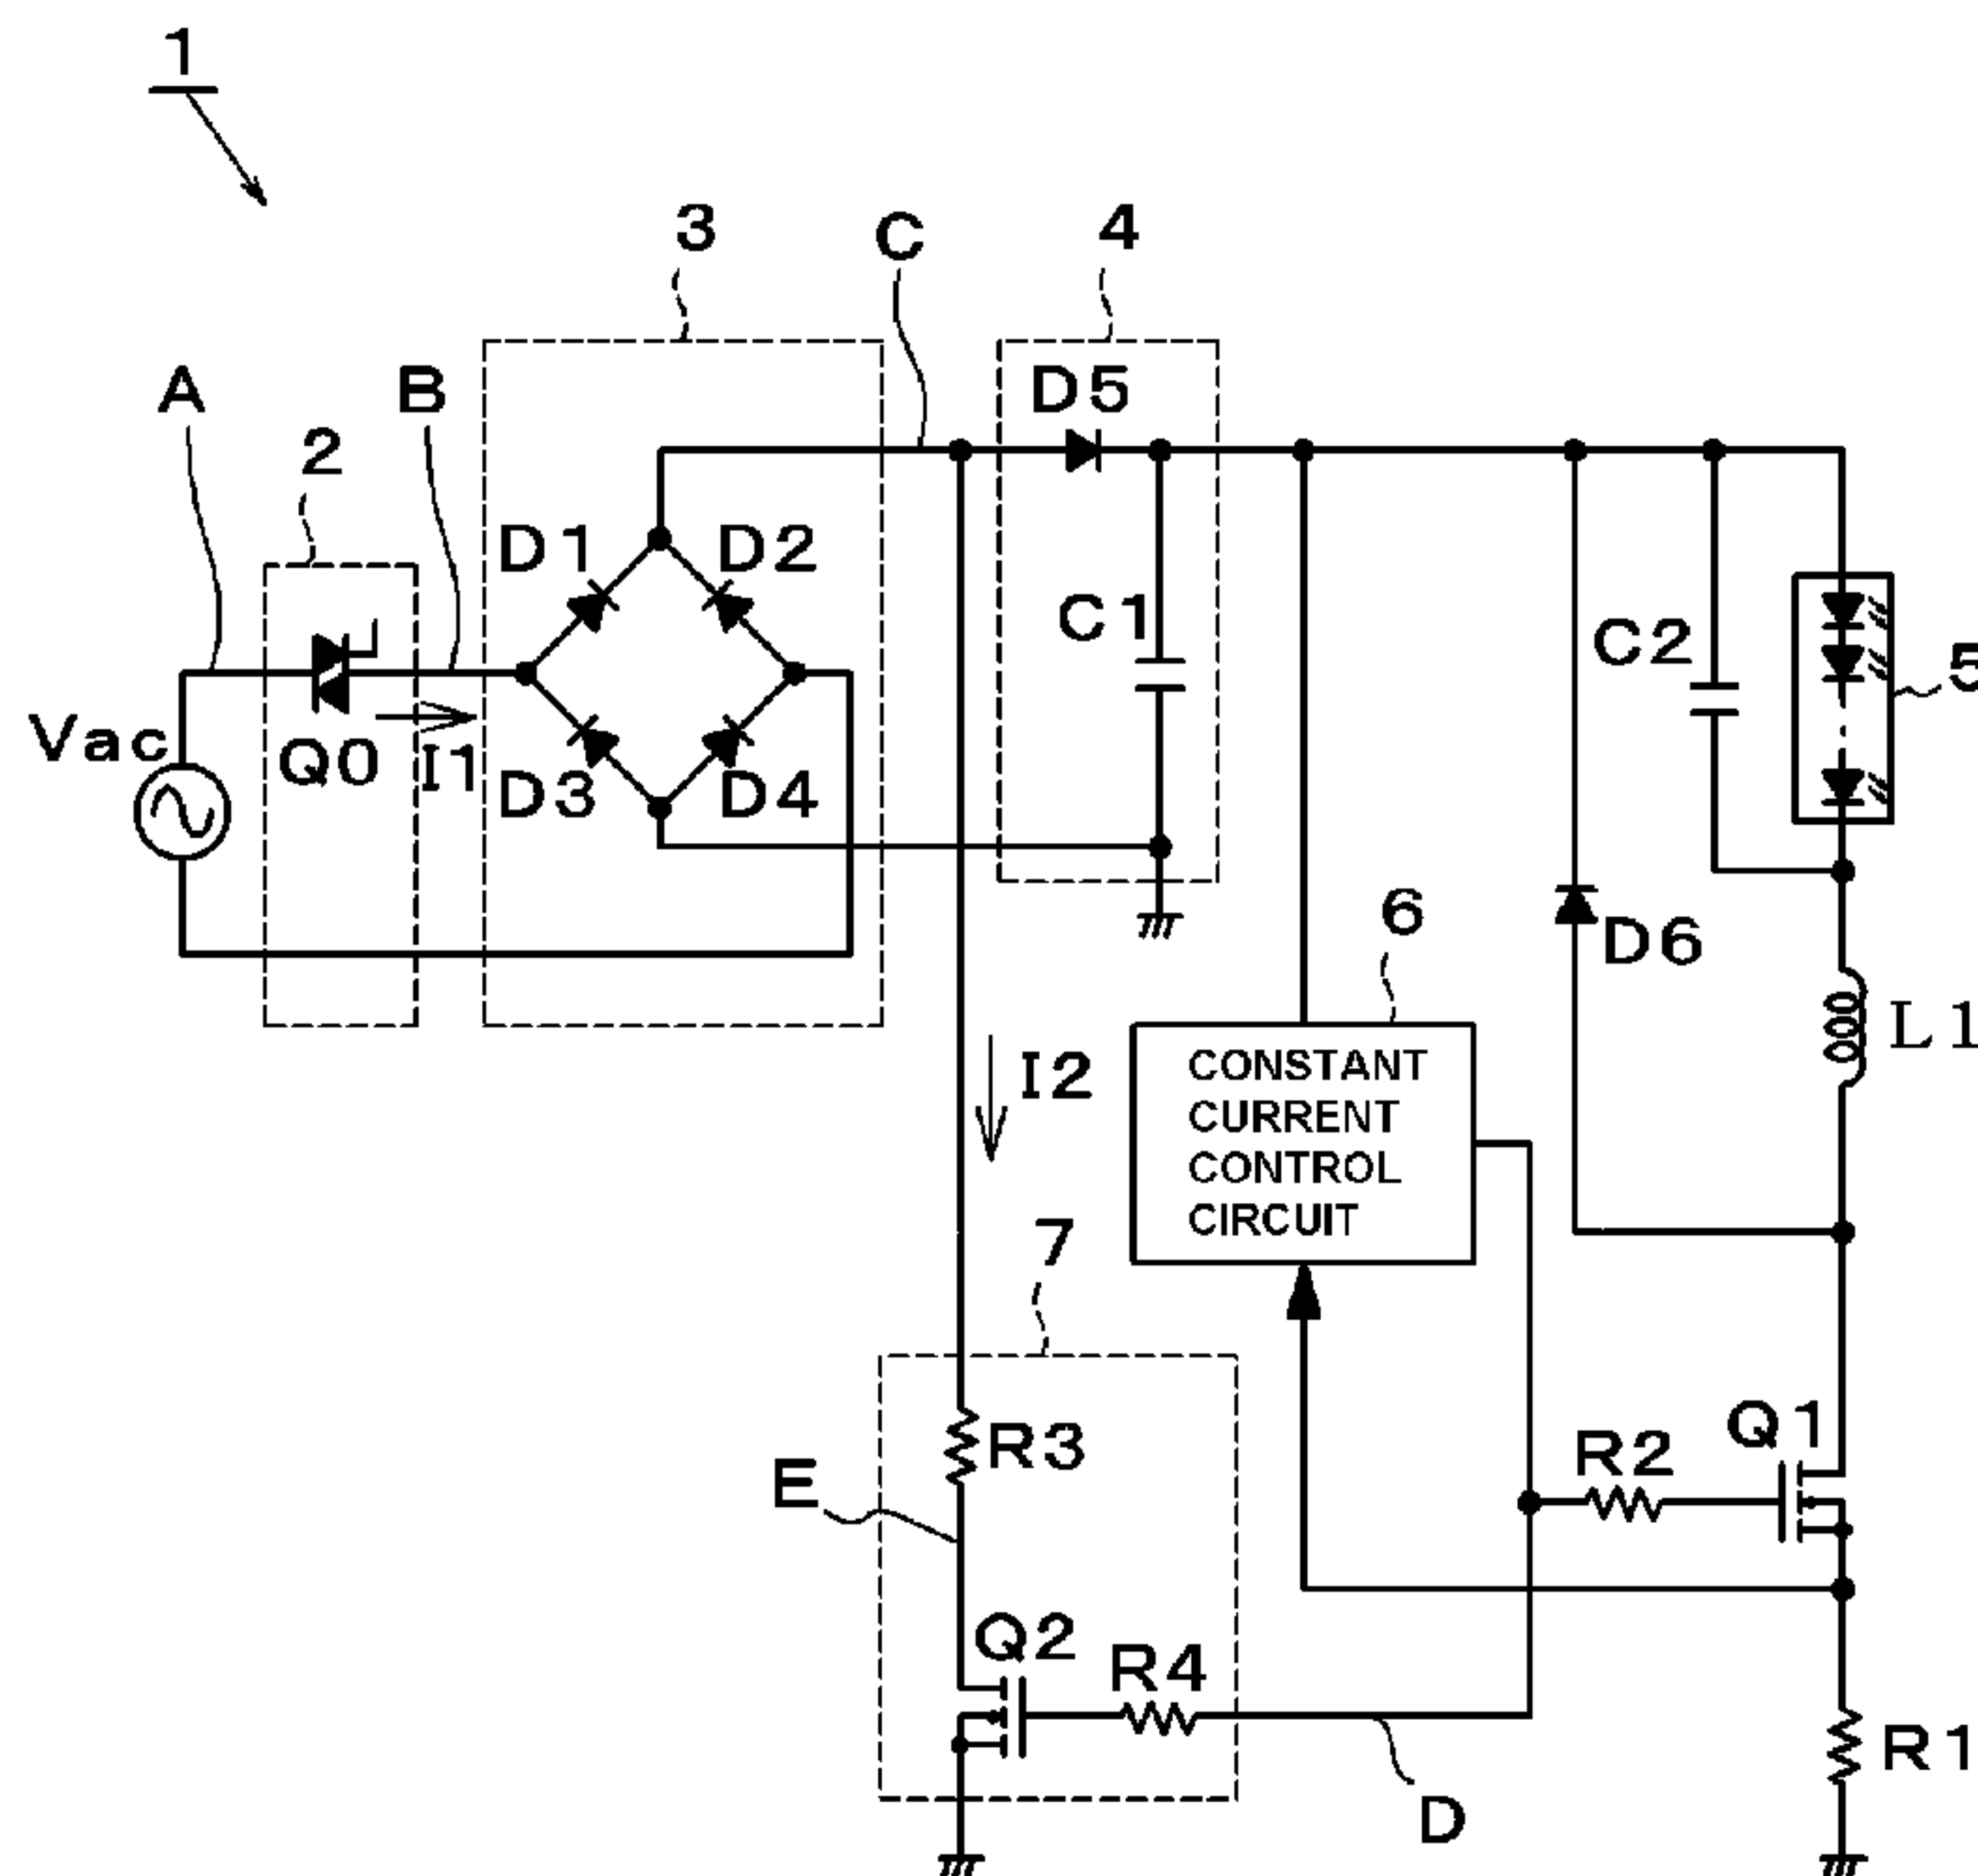 1
3
C
4
A
B
2
D5
D1
D2
C1
C2
5
Vac
Q0
I1
D3
D4
6
D6
L1
I2
CONSTANT
CURRENT
CONTROL
CIRCUIT
7
R3
E
R2
Q1
Q2
R4
R1
D